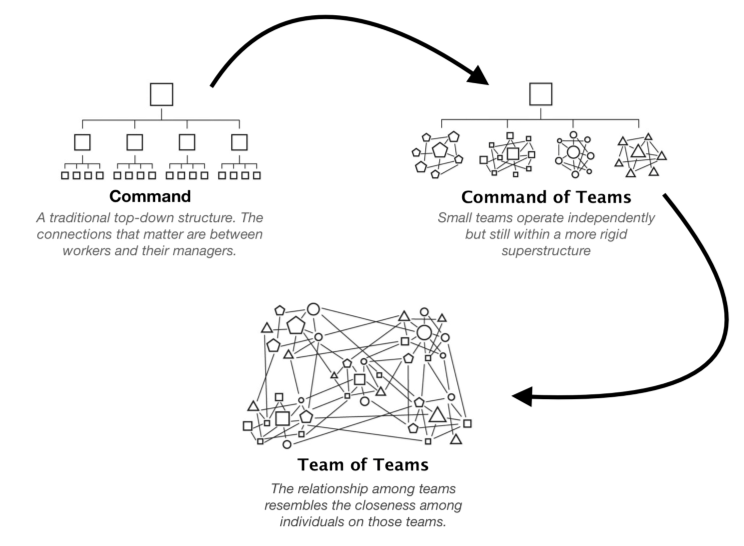 Command
A traditional top-down structure. The
connections that matter are between
workers and their managers.
Command of Teams
Small teams operate independently
but still within a more rigid
superstructure
Team of Teams
The relationship among teams
resembles the closeness among
individuals on those teams.